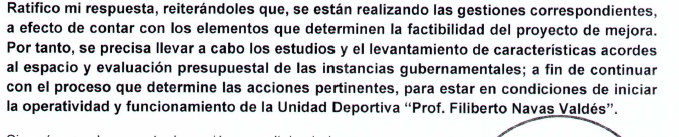 Ratifico mi respuesta, reiterándoles que, se están realizando las gestiones correspondientes,
a efecto de contar con los elementos que determinen la factibilidad del proyecto de mejora.
Por tanto, se precisa llevar a cabo los estudios y el levantamiento de características acordes
al espacio y evaluación presupuestal de las instancias gubernamentales; a fin de continuar
con el proceso que determine las acciones pertinentes, para estar en condiciones de iniciar
la operatividad y funcionamiento de la Unidad Deportiva “Prof. Filiberto Navas Valdés”.